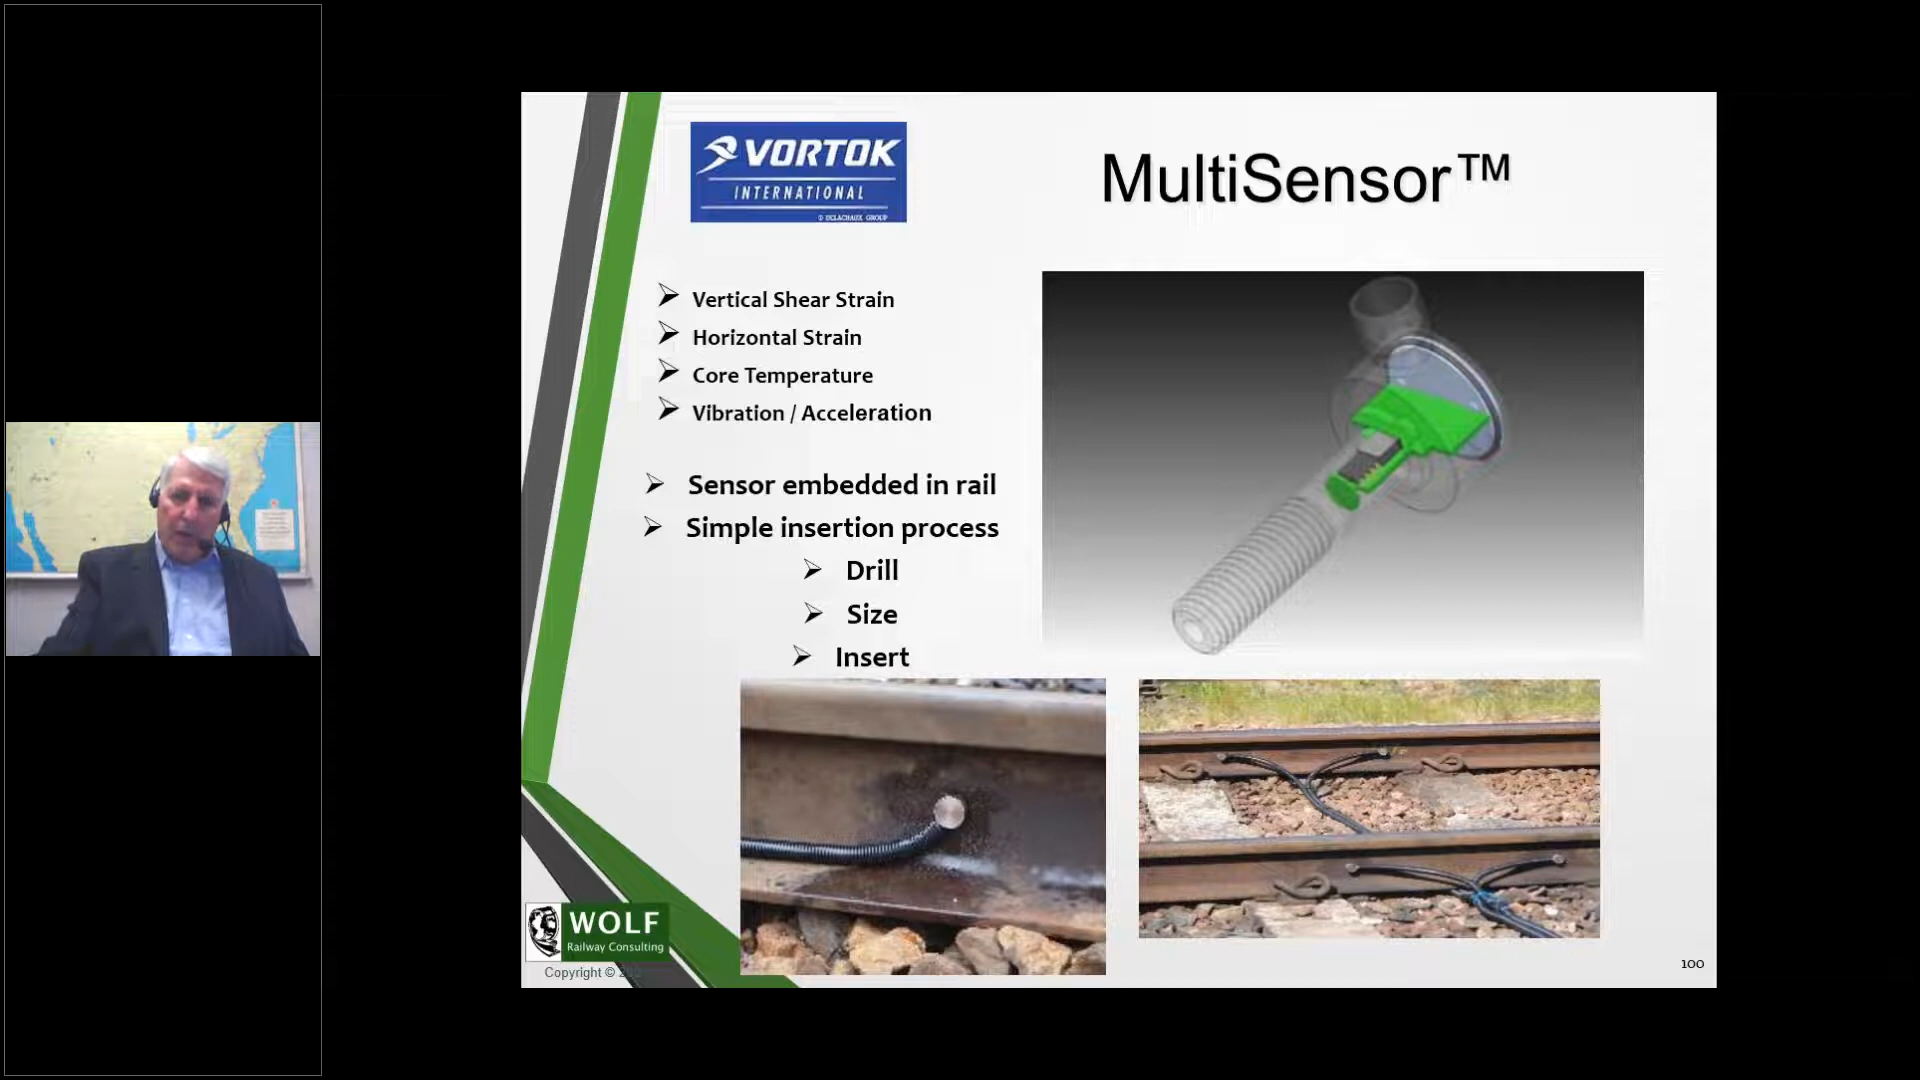 VORTOK
INTERNATIONAL
A DELACHAUX GROUP
MultiSensor™
Vertical Shear Strain
Horizontal Strain
Core Temperature
Vibration / Acceleration
Sensor embedded in rail
Simple insertion process
Drill
Size
Insert
WOLF
Railway Consulting
Copyright ©
100